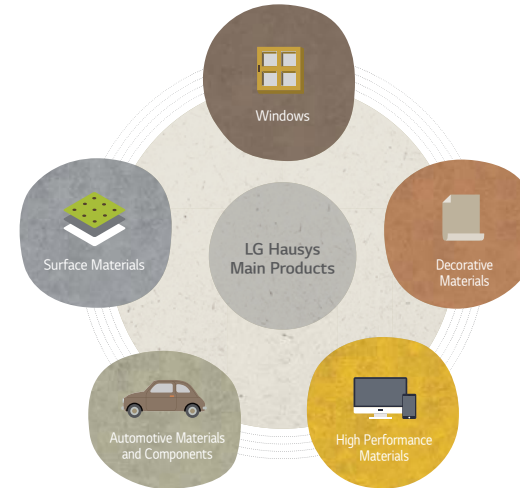 Windows
Surface Materials
LG Hausys
Main Products
Decorative
Materials
Automotive Materials
and Components
High Performance
Materials